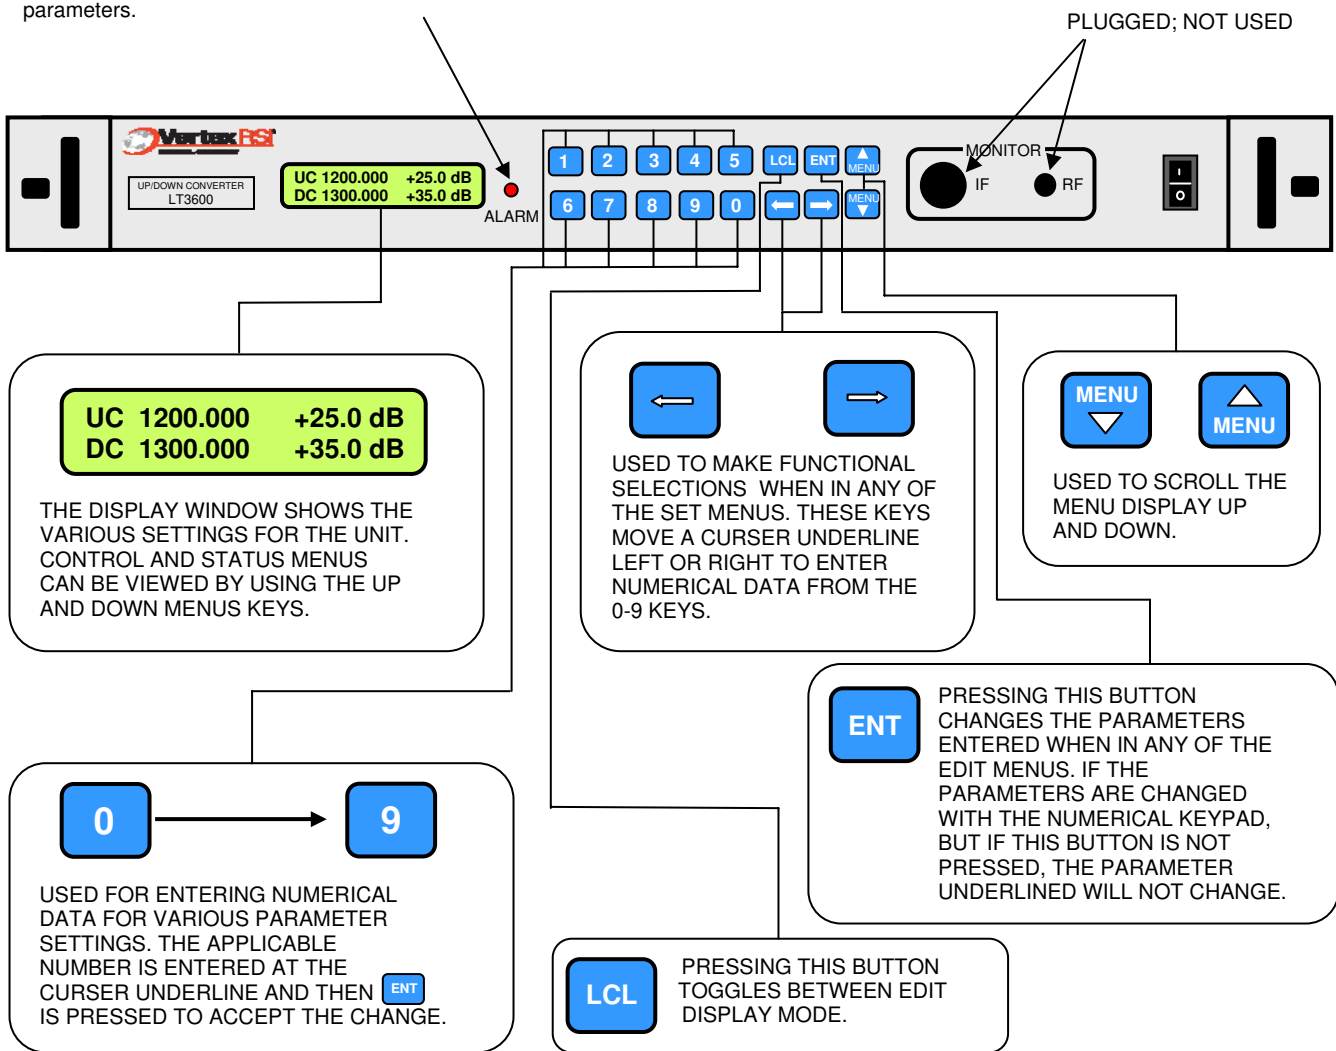 parameters.
PLUGGED; NOT USED
VertexRSI
UP/DOWN CONVERTER
LT3600
UC 1200.000 +25.0 dB
DC 1300.000 +35.0 dB
ALARM
1 2 3 4 5 LCL ENT MENU
6 7 8 9 0 MENU
MONITOR
IF RF
I
O
UC 1200.000 +25.0 dB
DC 1300.000 +35.0 dB
THE DISPLAY WINDOW SHOWS THE
VARIOUS SETTINGS FOR THE UNIT.
CONTROL AND STATUS MENUS
CAN BE VIEWED BY USING THE UP
AND DOWN MENUS KEYS.
USED TO MAKE FUNCTIONAL
SELECTIONS WHEN IN ANY OF
THE SET MENUS. THESE KEYS
MOVE A CURSER UNDERLINE
LEFT OR RIGHT TO ENTER
NUMERICAL DATA FROM THE
0-9 KEYS.
MENU MENU
USED TO SCROLL THE
MENU DISPLAY UP
AND DOWN.
ENT
PRESSING THIS BUTTON
CHANGES THE PARAMETERS
ENTERED WHEN IN ANY OF THE
EDIT MENUS. IF THE
PARAMETERS ARE CHANGED
WITH THE NUMERICAL KEYPAD,
BUT IF THIS BUTTON IS NOT
PRESSED, THE PARAMETER
UNDERLINED WILL NOT CHANGE.
0 9
USED FOR ENTERING NUMERICAL
DATA FOR VARIOUS PARAMETER
SETTINGS. THE APPLICABLE
NUMBER IS ENTERED AT THE
CURSER UNDERLINE AND THEN ENT
IS PRESSED TO ACCEPT THE CHANGE.
LCL
PRESSING THIS BUTTON
TOGGLES BETWEEN EDIT
DISPLAY MODE.